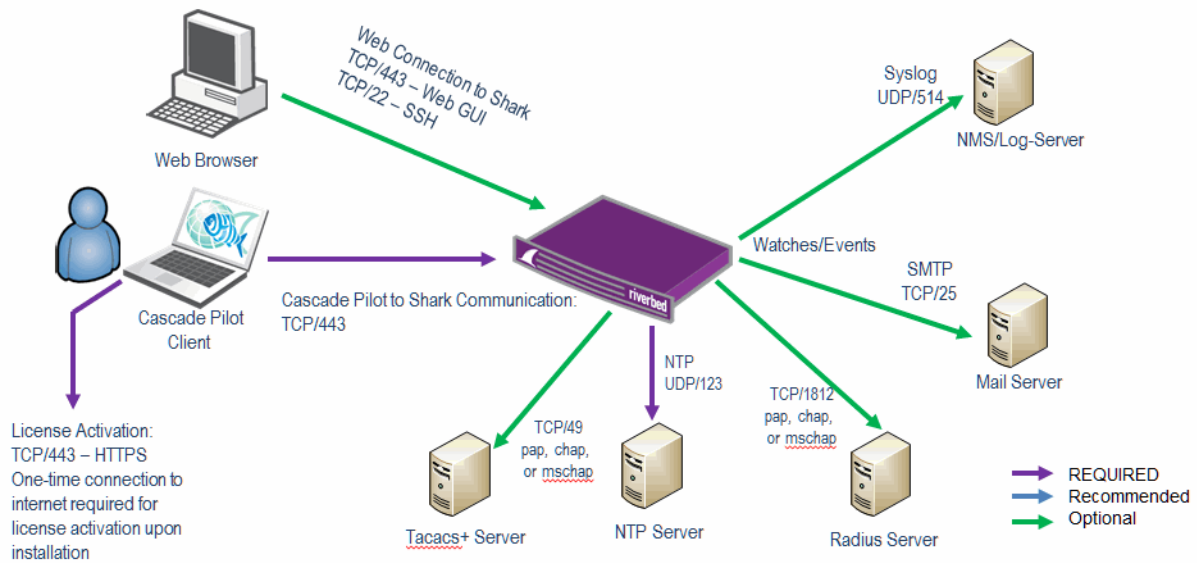 Web Connection to Shark
TCP/443 – Web GUI
TCP/22 – SSH
Web Browser
Syslog
UDP/514
NMS/Log-Server
Watches/Events
SMTP
TCP/25
Mail Server
riverbed
Cascade Pilot to Shark Communication:
TCP/443
Cascade Pilot
Client
NTP
UDP/123
TCP/1812
pap, chap,
or mschap
TCP/49
pap, chap,
or mschap
License Activation:
TCP/443 – HTTPS
One-time connection to
internet required for
license activation upon
installation
Tacacs+ Server
NTP Server
Radius Server
REQUIRED
Recommended
Optional